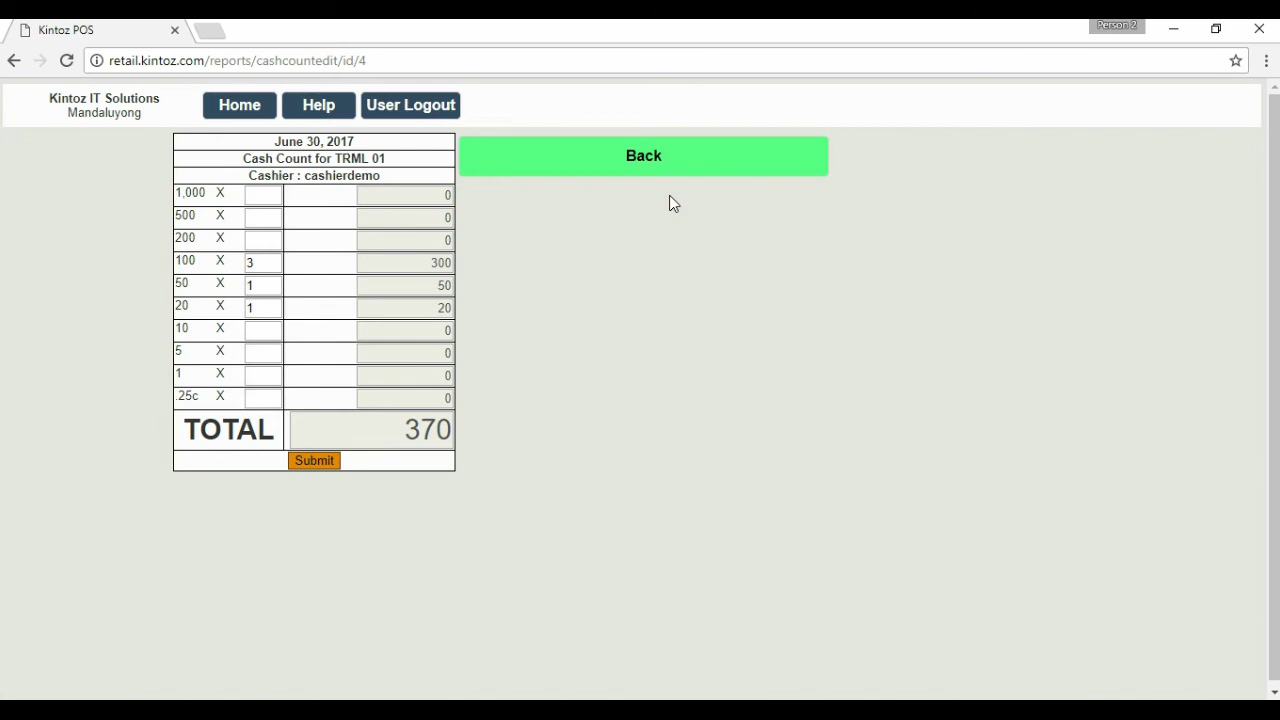 Kintoz POS
Person 2
retail.kintoz.com/reports/cashcountedit/id/4
Kintoz IT Solutions
Mandaluyong
Home Help User Logout
June 30, 2017
Back
Cash Count for TRML 01
Cashier : cashierdemo
1,000 X 0
500 X 0
200 X 0
100 X 3 300
50 X 1 50
20 X 1 20
10 X 0
5 X 0
1 X 0
.25c X 0
TOTAL 370
Submit